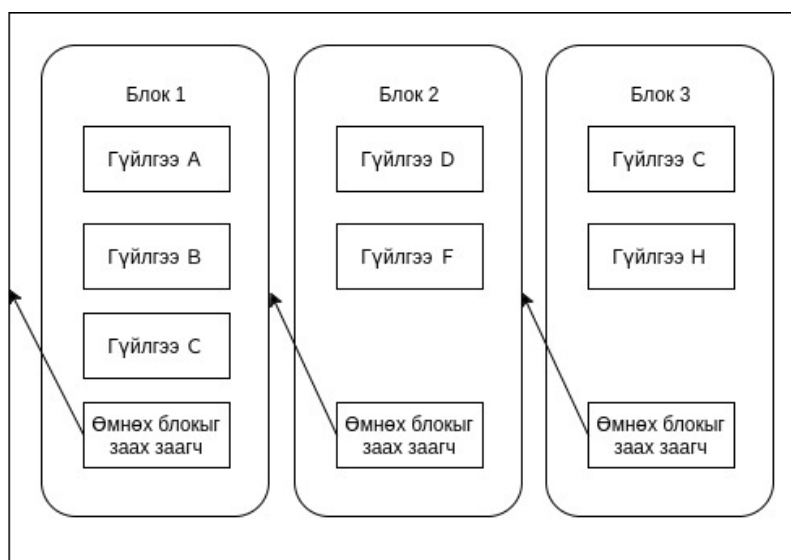 Блок 1
Гүйлгээ A
Гүйлгээ B
Гүйлгээ C
Өмнөх блокыг
заах заагч
Блок 2
Гүйлгээ D
Гүйлгээ F
Өмнөх блокыг
заах заагч
Блок 3
Гүйлгээ C
Гүйлгээ H
Өмнөх блокыг
заах заагч